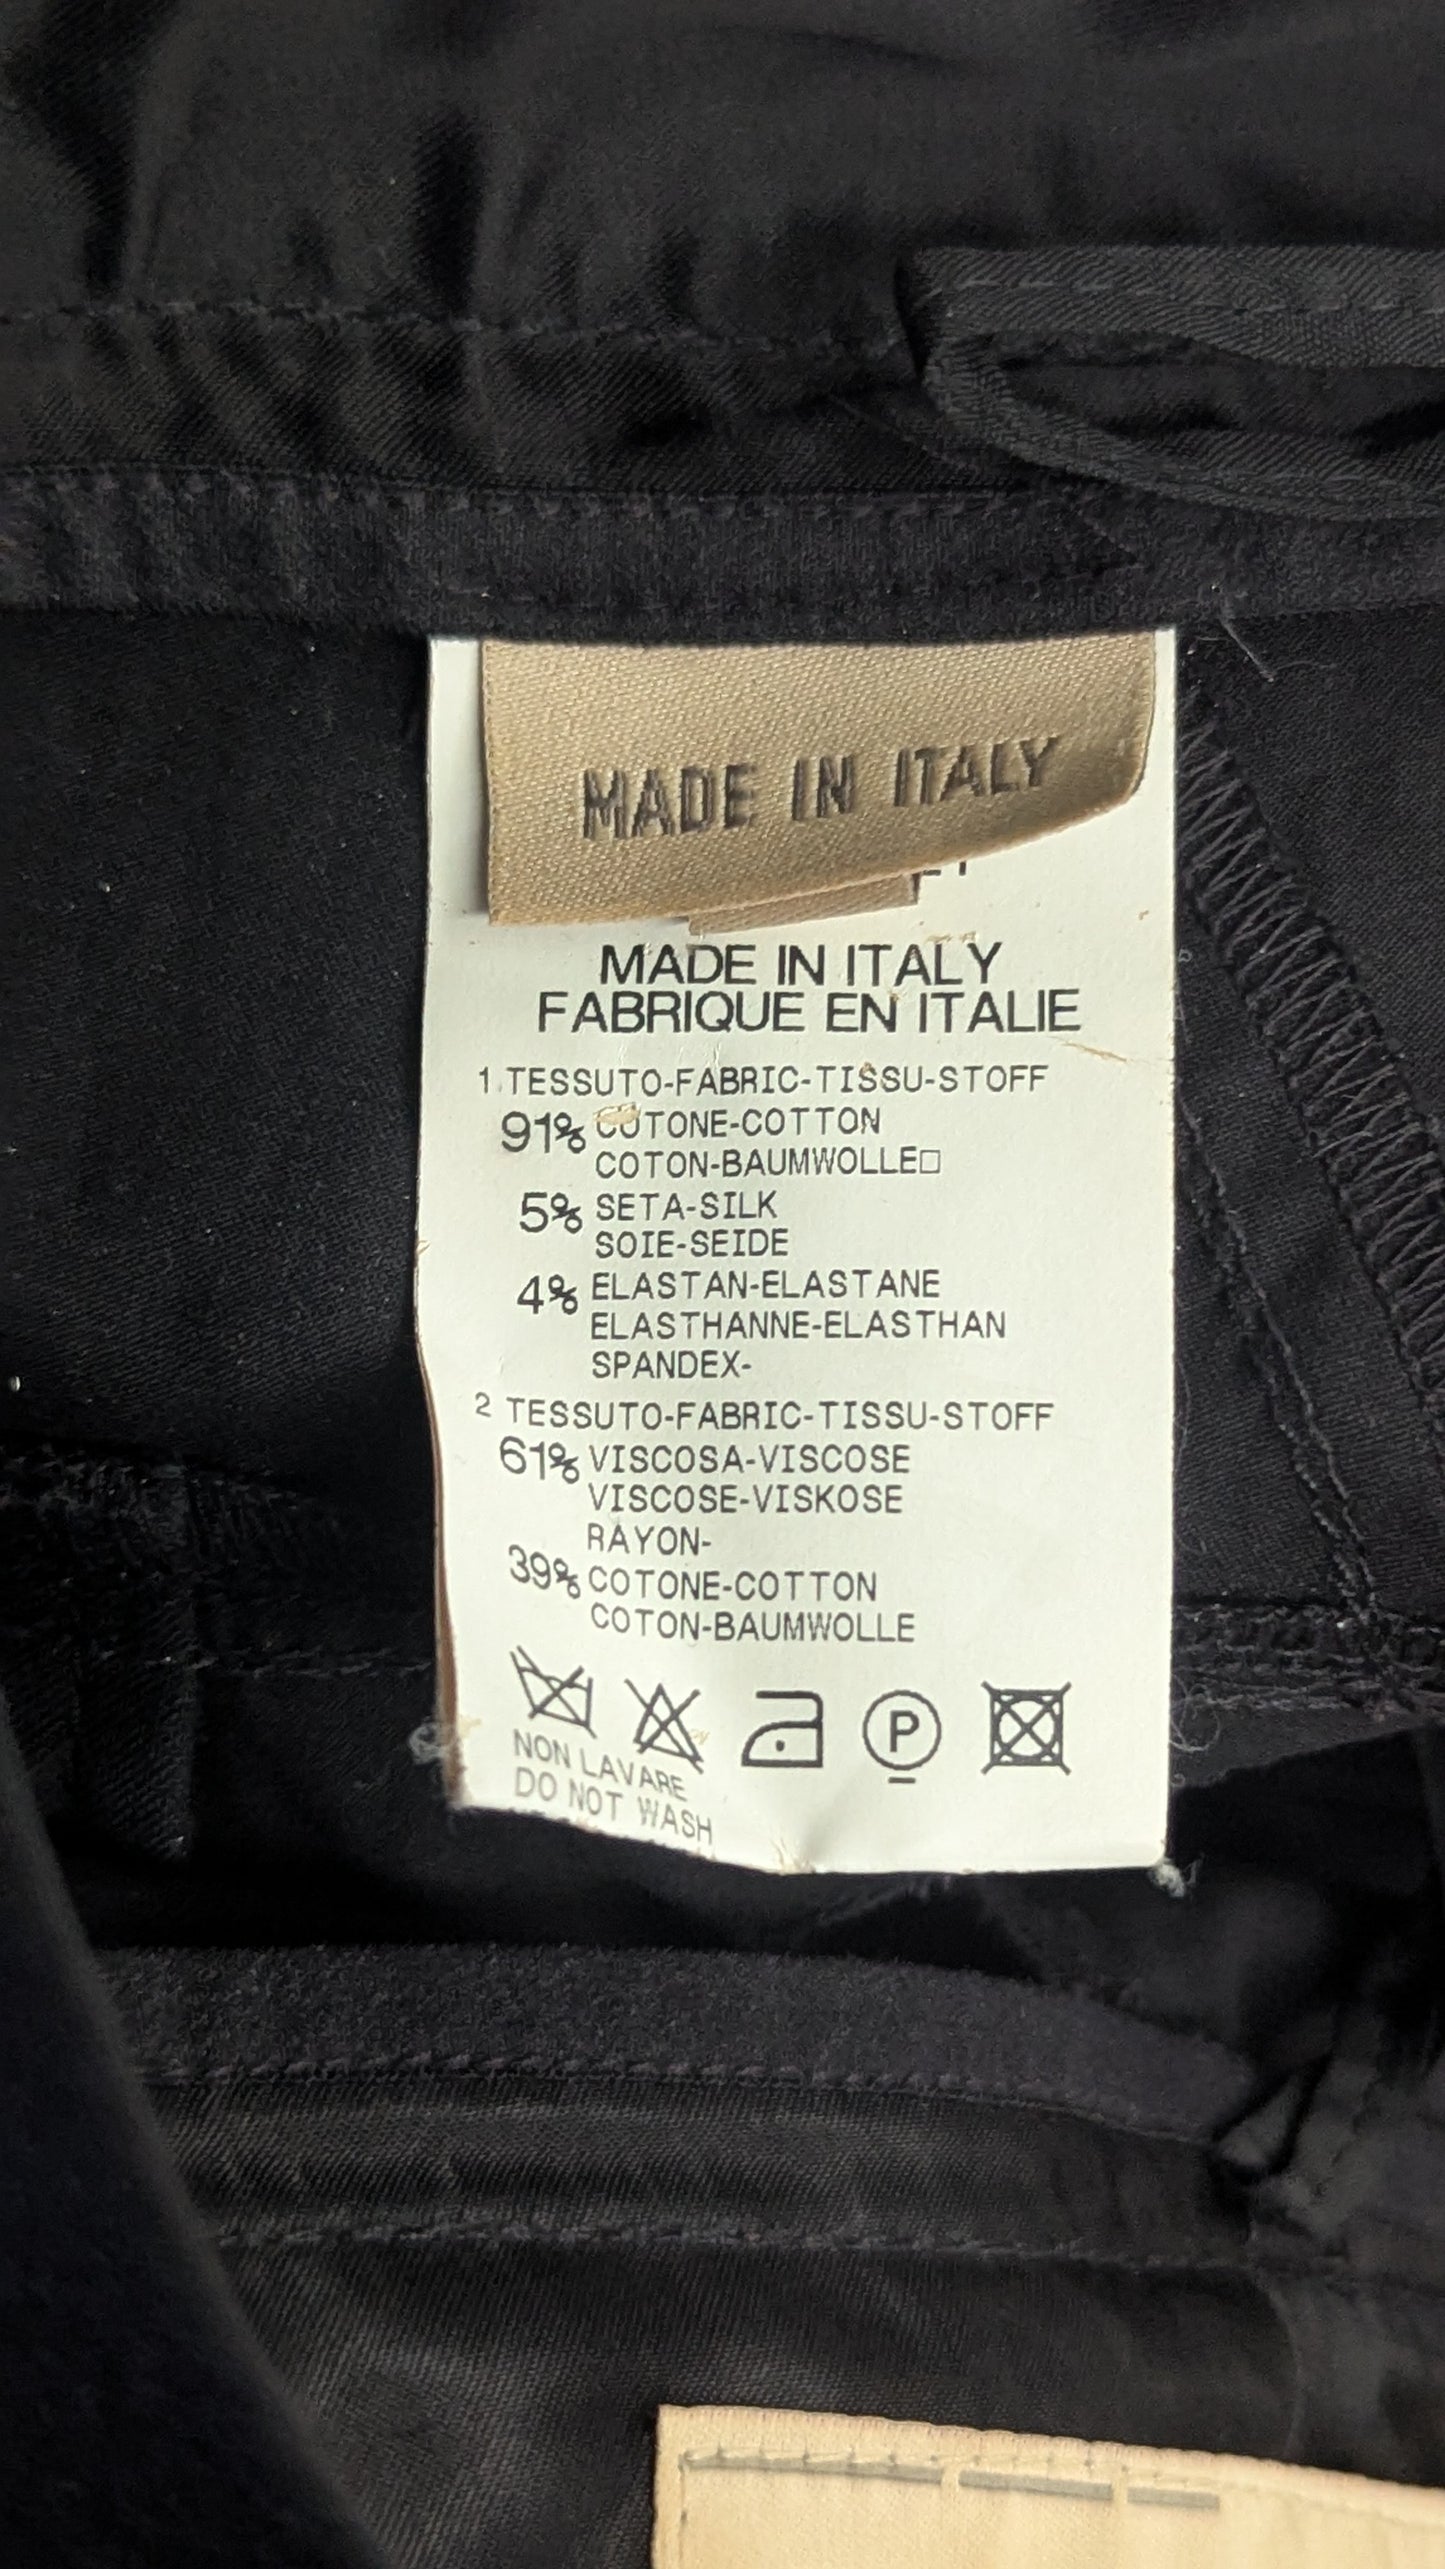 MADE IN ITALY
MADE IN ITALY
FABRIQUE EN ITALIE
1 TESSUTO-FABRIC-TISSU-STOFF
91% COTONE-COTTON
COTON-BAUMWOLLE□
5% SETA-SILK
SOIE-SEIDE
4% ELASTAN-ELASTANE
ELASTHANNE-ELASTHAN
SPANDEX-
2 TESSUTO-FABRIC-TISSU-STOFF
61% VISCOSA-VISCOSE
VISCOSE-VISKOSE
RAYON-
39% COTONE-COTTON
COTON-BAUMWOLLE
P
NON LAVARE
DO NOT WASH